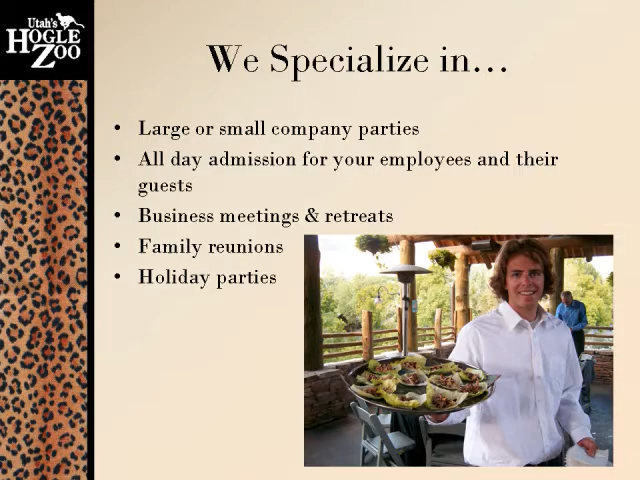 Utah's
HOGLE
ZOO
We Specialize in...
• Large or small company parties
• All day admission for your employees and their
guests
• Business meetings & retreats
• Family reunions
• Holiday parties